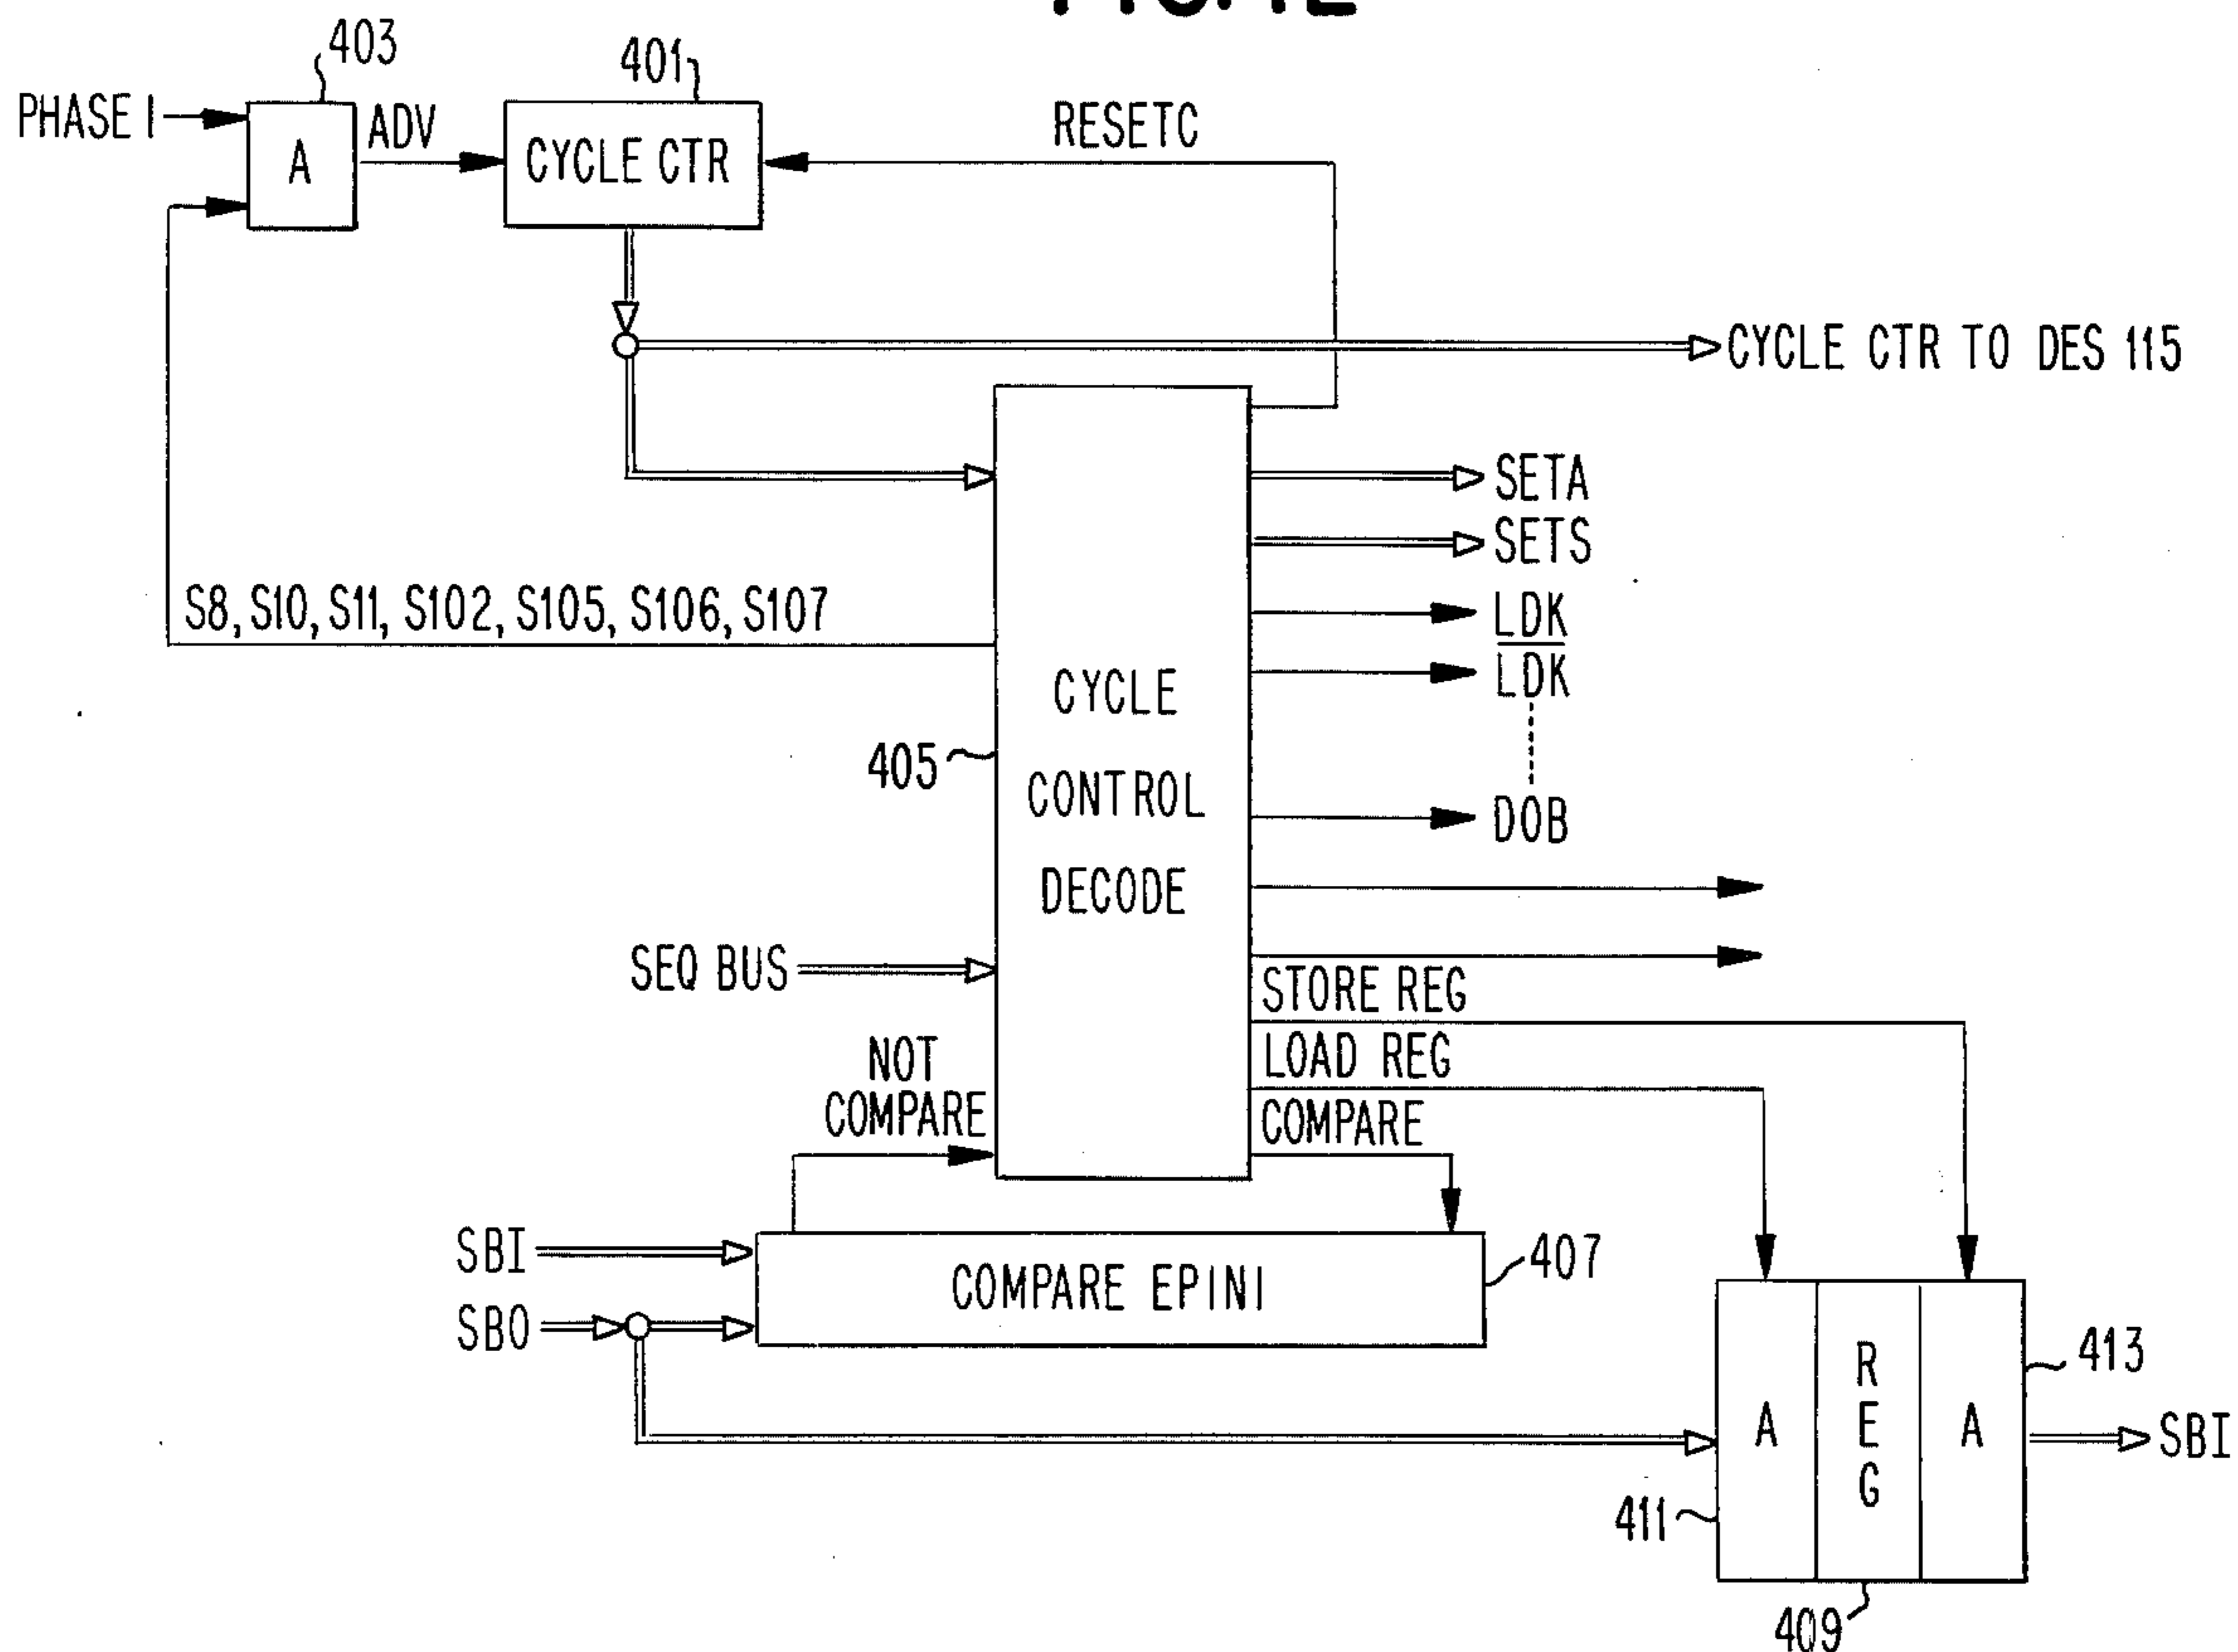 403
401
PHASE I
A
ADV
CYCLE CTR
RESETC
CYCLE CTR TO DES 115
SETA
SETS
LDK
LDK
S8, S10, S11, S102, S105, S106, S107
CYCLE
CONTROL
DECODE
405
DOB
SEQ BUS
STORE REG
LOAD REG
COMPARE
NOT
COMPARE
SBI
SBO
COMPARE EPINI
407
A
REG
A
413
SBI
411
409